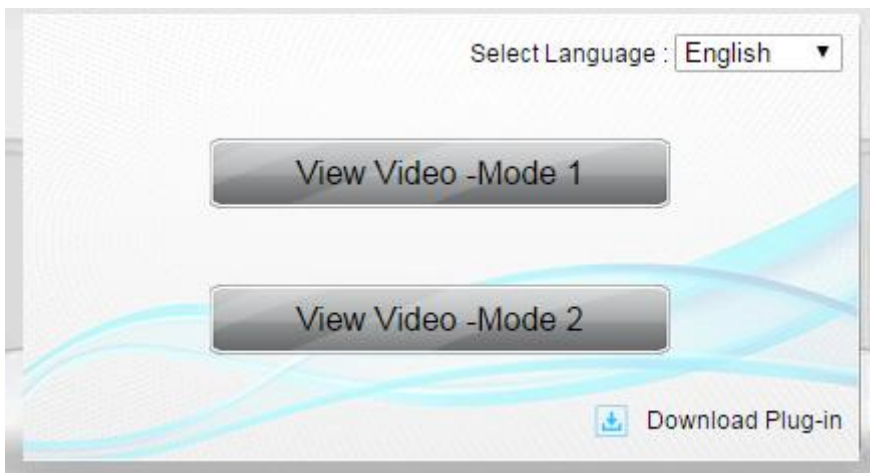 Select Language : English
View Video -Mode 1
View Video -Mode 2
Download Plug-in